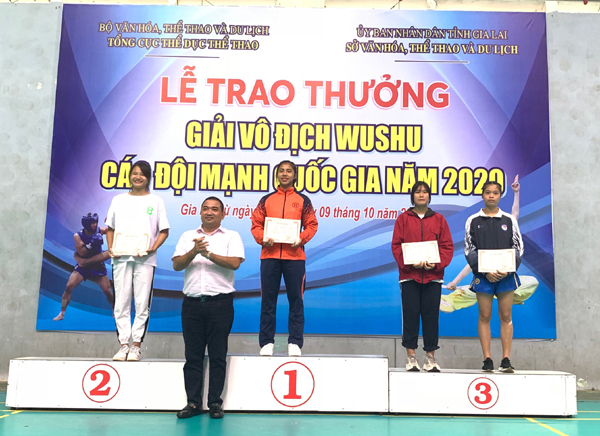 BỘ VĂN HÓA, THỂ THAO VÀ DU LỊCH
TỔNG CỤC THỂ DỤC THỂ THAO
ỦY BAN NHÂN DÂN TỈNH GIA LAI
SỞ VĂN HÓA, THỂ THAO VÀ DU LỊCH
LỄ TRAO THƯỞNG
GIẢI VÔ ĐỊCH WUSHU
CÁC ĐỘI MẠNH QUỐC GIA NĂM 2020
Gia từ ngày 09 tháng 10
2
1
3